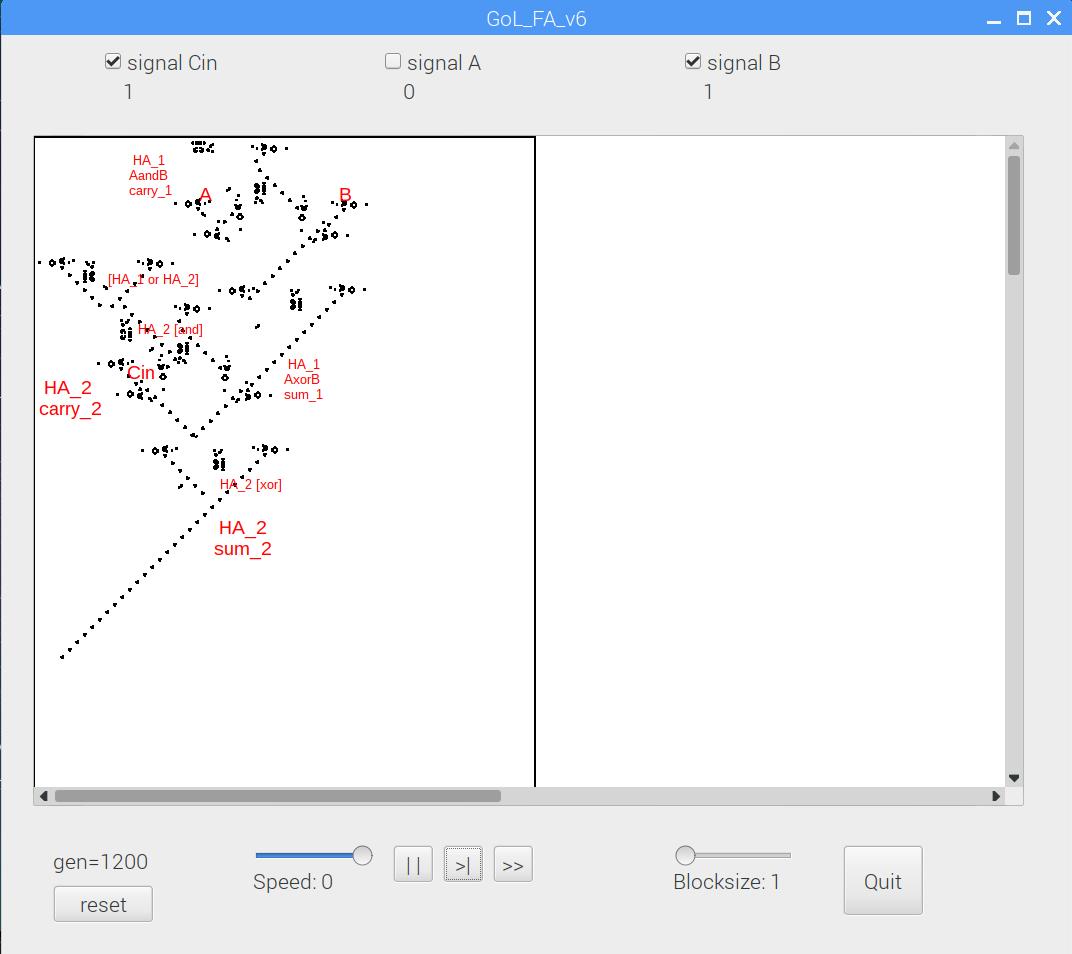 GoL_FA_v6
signal Cin
1
signal A
0
signal B
1
HA_1
AandB
carry_1
A
B
[HA_1 or HA_2]
HA_2 [and]
Cin
HA_2
carry_2
HA_1
AxorB
sum_1
HA_2 [xor]
HA_2
sum_2
gen=1200
reset
Speed: 0
||
>|
>>
Blocksize: 1
Quit